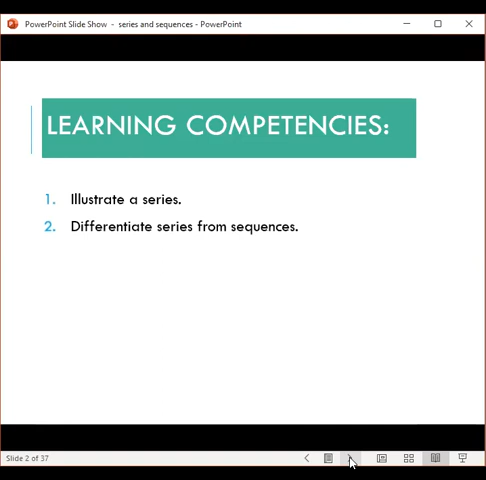 PowerPoint Slide Show - series and sequences - PowerPoint
LEARNING COMPETENCIES:
1. Illustrate a series.
2. Differentiate series from sequences.
Slide 2 of 37